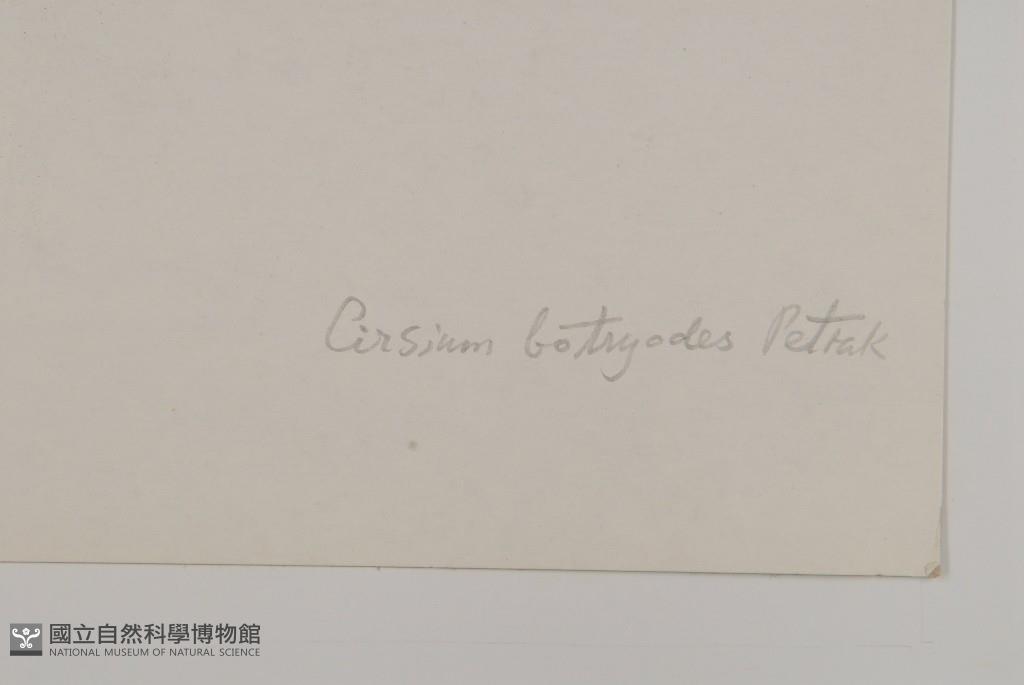 Cirsium botryodes Petrak
國立自然科學博物館
NATIONAL MUSEUM OF NATURAL SCIENCE